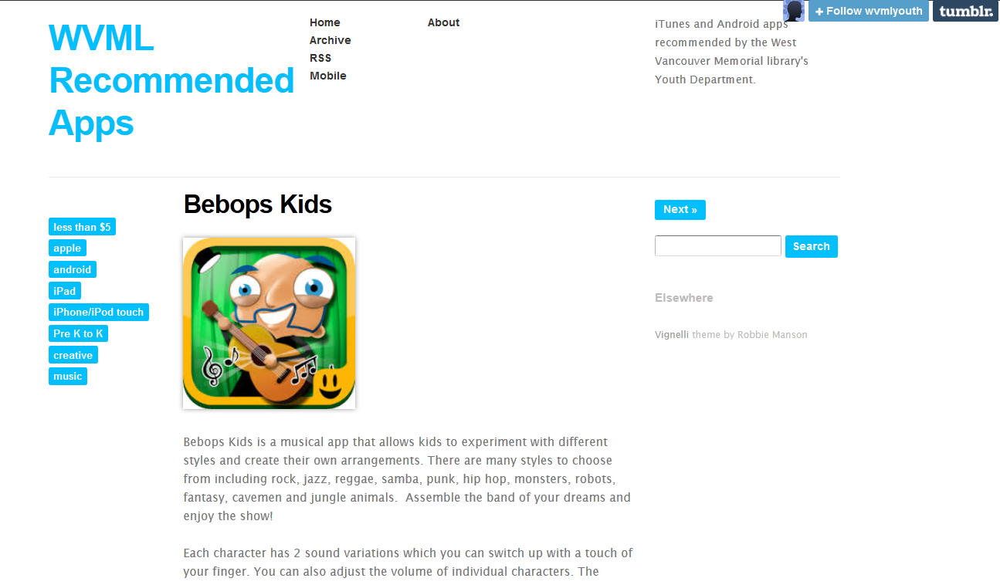 + Follow wvmlyouth
tumblr.
WVML
Recommended
Apps
Home
Archive
RSS
Mobile
About
iTunes and Android apps
recommended by the West
Vancouver Memorial library's
Youth Department.
less than $5
apple
android
iPad
iPhone/iPod touch
Pre K to K
creative
music
Bebops Kids
Bebops Kids is a musical app that allows kids to experiment with different
styles and create their own arrangements. There are many styles to choose
from including rock, jazz, reggae, samba, punk, hip hop, monsters, robots,
fantasy, cavemen and jungle animals.  Assemble the band of your dreams and
enjoy the show!
Each character has 2 sound variations which you can switch up with a touch of
your finger. You can also adjust the volume of individual characters. The
Next »
Search
Elsewhere
Vignelli theme by Robbie Manson